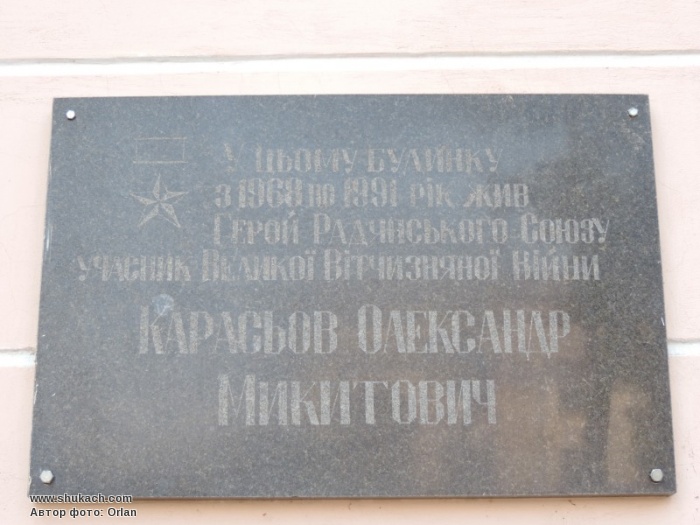 У цьому будинку
з 1968 по 1991 рік жив
Герой Радянського Союзу
учасник Великої Вітчизняної війни
Карасьов Олександр
Микитович
www.shukach.com
Автор фото: Orlan